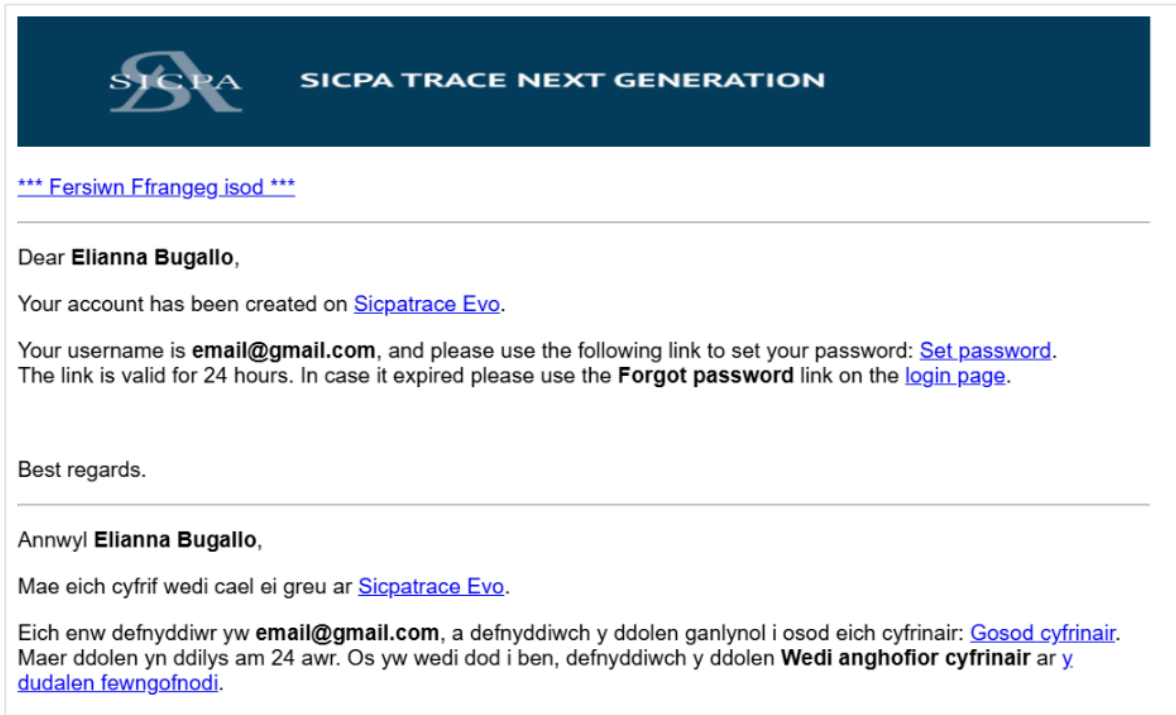 SICPA SICPA TRACE NEXT GENERATION
*** Fersiwn Ffrangeg isod ***
Dear Elianna Bugallo,
Your account has been created on Sicpatrace Evo.
Your username is email@gmail.com, and please use the following link to set your password: Set password.
The link is valid for 24 hours. In case it expired please use the Forgot password link on the login page.
Best regards.
Annwyl Elianna Bugallo,
Mae eich cyfrif wedi cael ei greu ar Sicpatrace Evo.
Eich enw defnyddiwr yw email@gmail.com, a defnyddiwch y ddolen ganlynol i osod eich cyfrinair: Gosod cyfrinair.
Maer ddolen yn ddilys am 24 awr. Os yw wedi dod i ben, defnyddiwch y ddolen Wedi anghofior cyfrinair ar y
dudalen fewngofnodi.